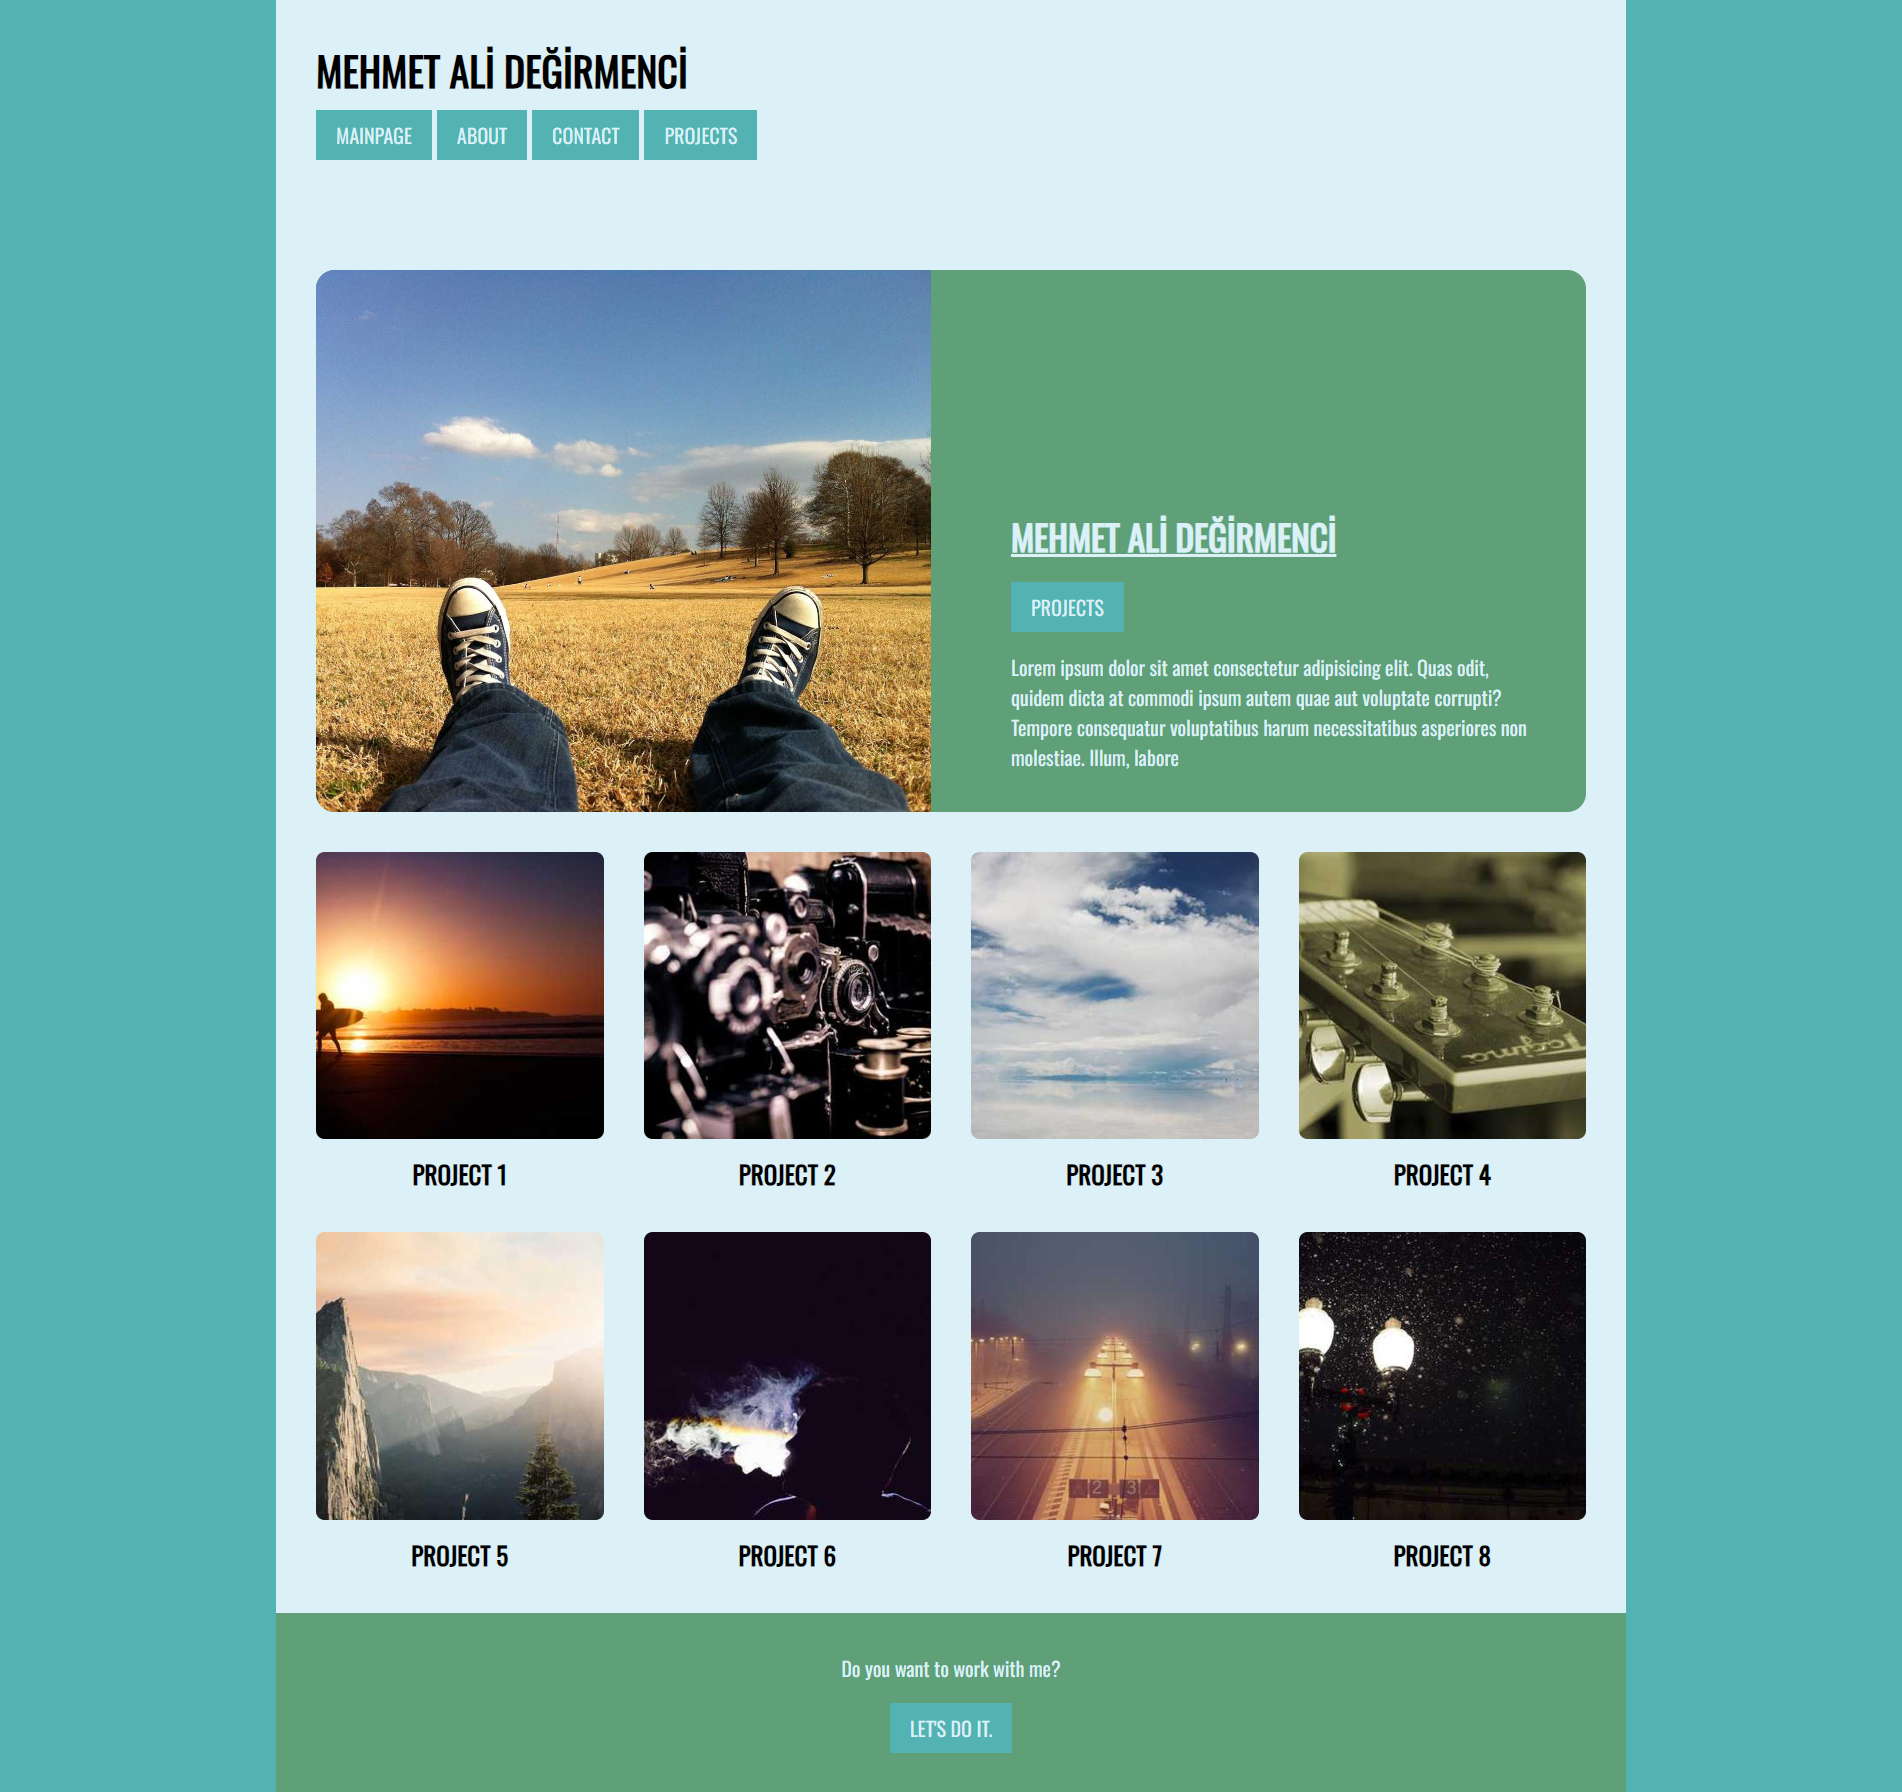 MEHMET ALİ DEĞİRMENCİ
MAINPAGE ABOUT CONTACT PROJECTS
MEHMET ALİ DEĞİRMENCİ
PROJECTS
Lorem ipsum dolor sit amet consectetur adipisicing elit. Quas odit,
quidem dicta at commodi ipsum autem quae aut voluptate corrupti?
Tempore consequatur voluptatibus harum necessitatibus asperiores non
molestiae. Illum, labore
PROJECT 1
PROJECT 2
PROJECT 3
PROJECT 4
2 3
PROJECT 5
PROJECT 6
PROJECT 7
PROJECT 8
Do you want to work with me?
LET'S DO IT.